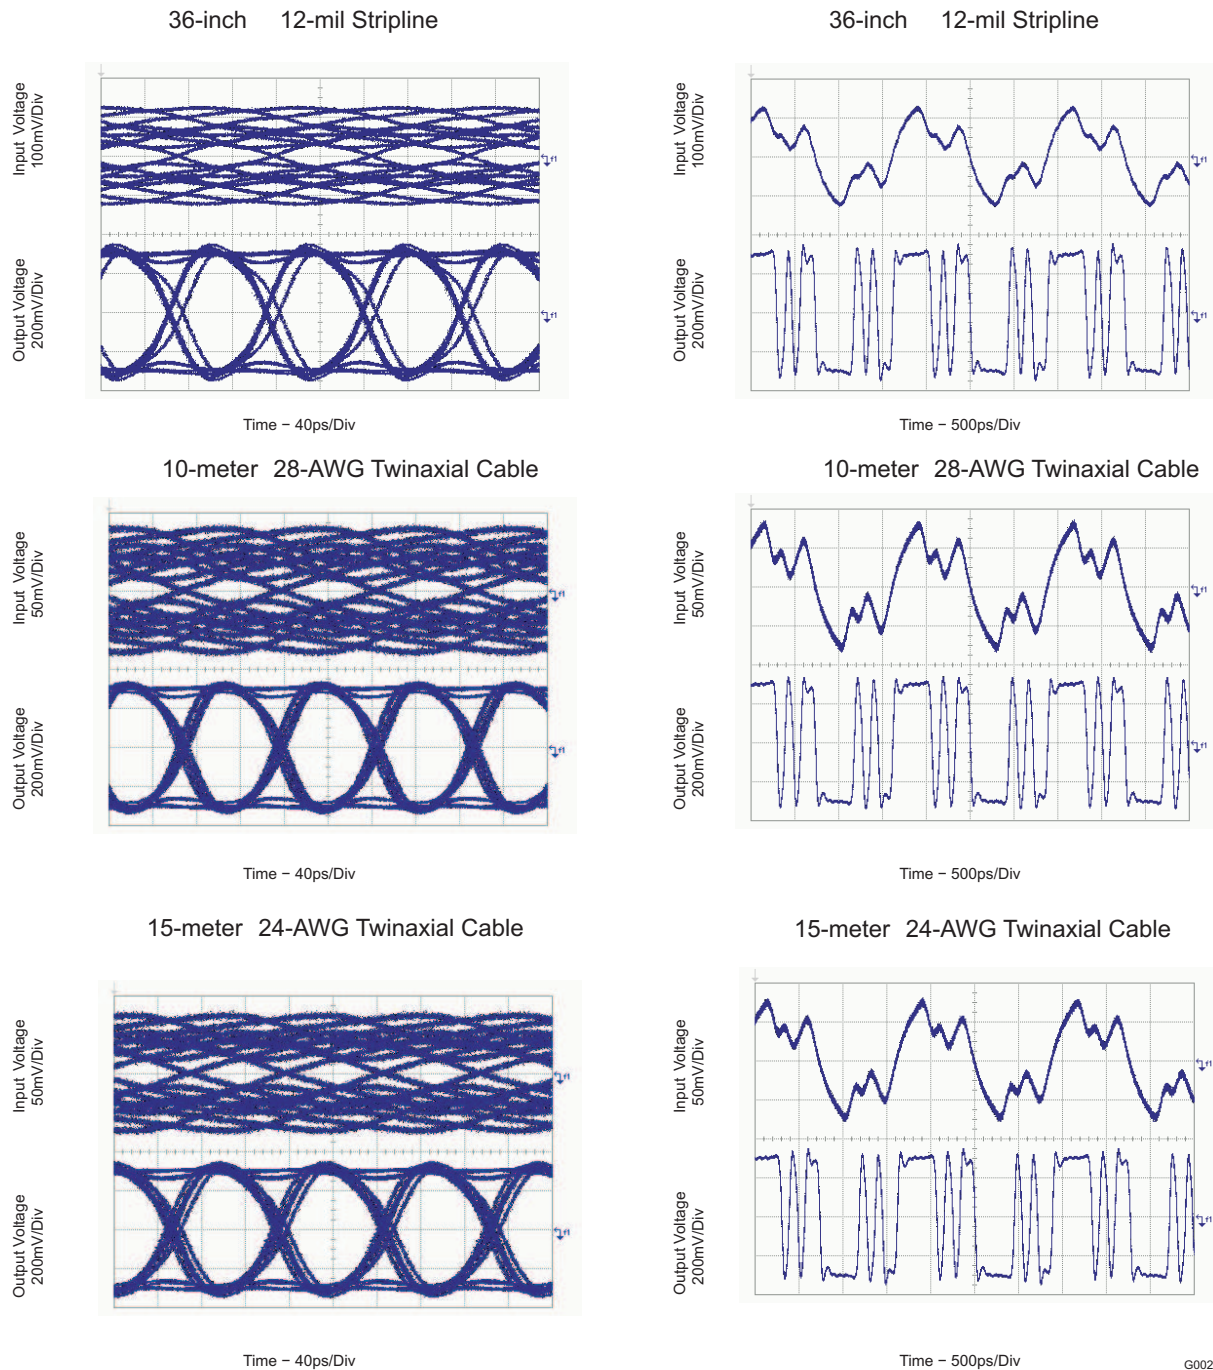 36-inch 12-mil Stripline
36-inch 12-mil Stripline
Input Voltage
100mV/Div
Output Voltage
200mV/Div
Time − 40ps/Div
Input Voltage
100mV/Div
Output Voltage
200mV/Div
Time − 500ps/Div
10-meter 28-AWG Twinaxial Cable
10-meter 28-AWG Twinaxial Cable
Input Voltage
50mV/Div
Output Voltage
200mV/Div
Time − 40ps/Div
Input Voltage
50mV/Div
Output Voltage
200mV/Div
Time − 500ps/Div
15-meter 24-AWG Twinaxial Cable
15-meter 24-AWG Twinaxial Cable
Input Voltage
50mV/Div
Output Voltage
200mV/Div
Time − 40ps/Div
Input Voltage
50mV/Div
Output Voltage
200mV/Div
Time − 500ps/Div
G002